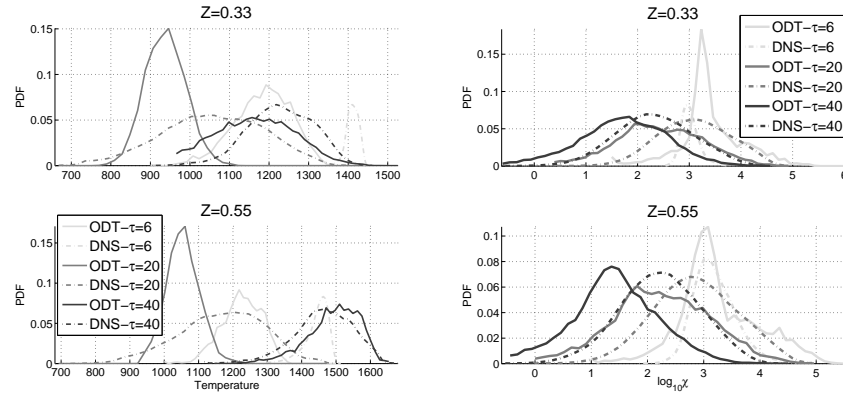 Z=0.33
PDF
0.15
0.1
0.05
0
700 800 900 1000 1100 1200 1300 1400 1500
Z=0.33
PDF
0.15
0.1
0.05
0
0 1 2 3 4 5 6
ODT−τ=6
DNS−τ=6
ODT−τ=20
DNS−τ=20
ODT−τ=40
DNS−τ=40
Z=0.55
PDF
0.15
0.1
0.05
0
700 800 900 1000 1100 1200 1300 1400 1500 1600
Temperature
ODT−τ=6
DNS−τ=6
ODT−τ=20
DNS−τ=20
ODT−τ=40
DNS−τ=40
Z=0.55
PDF
0.1
0.08
0.06
0.04
0.02
0
0 1 2 3 4 5
log10χ